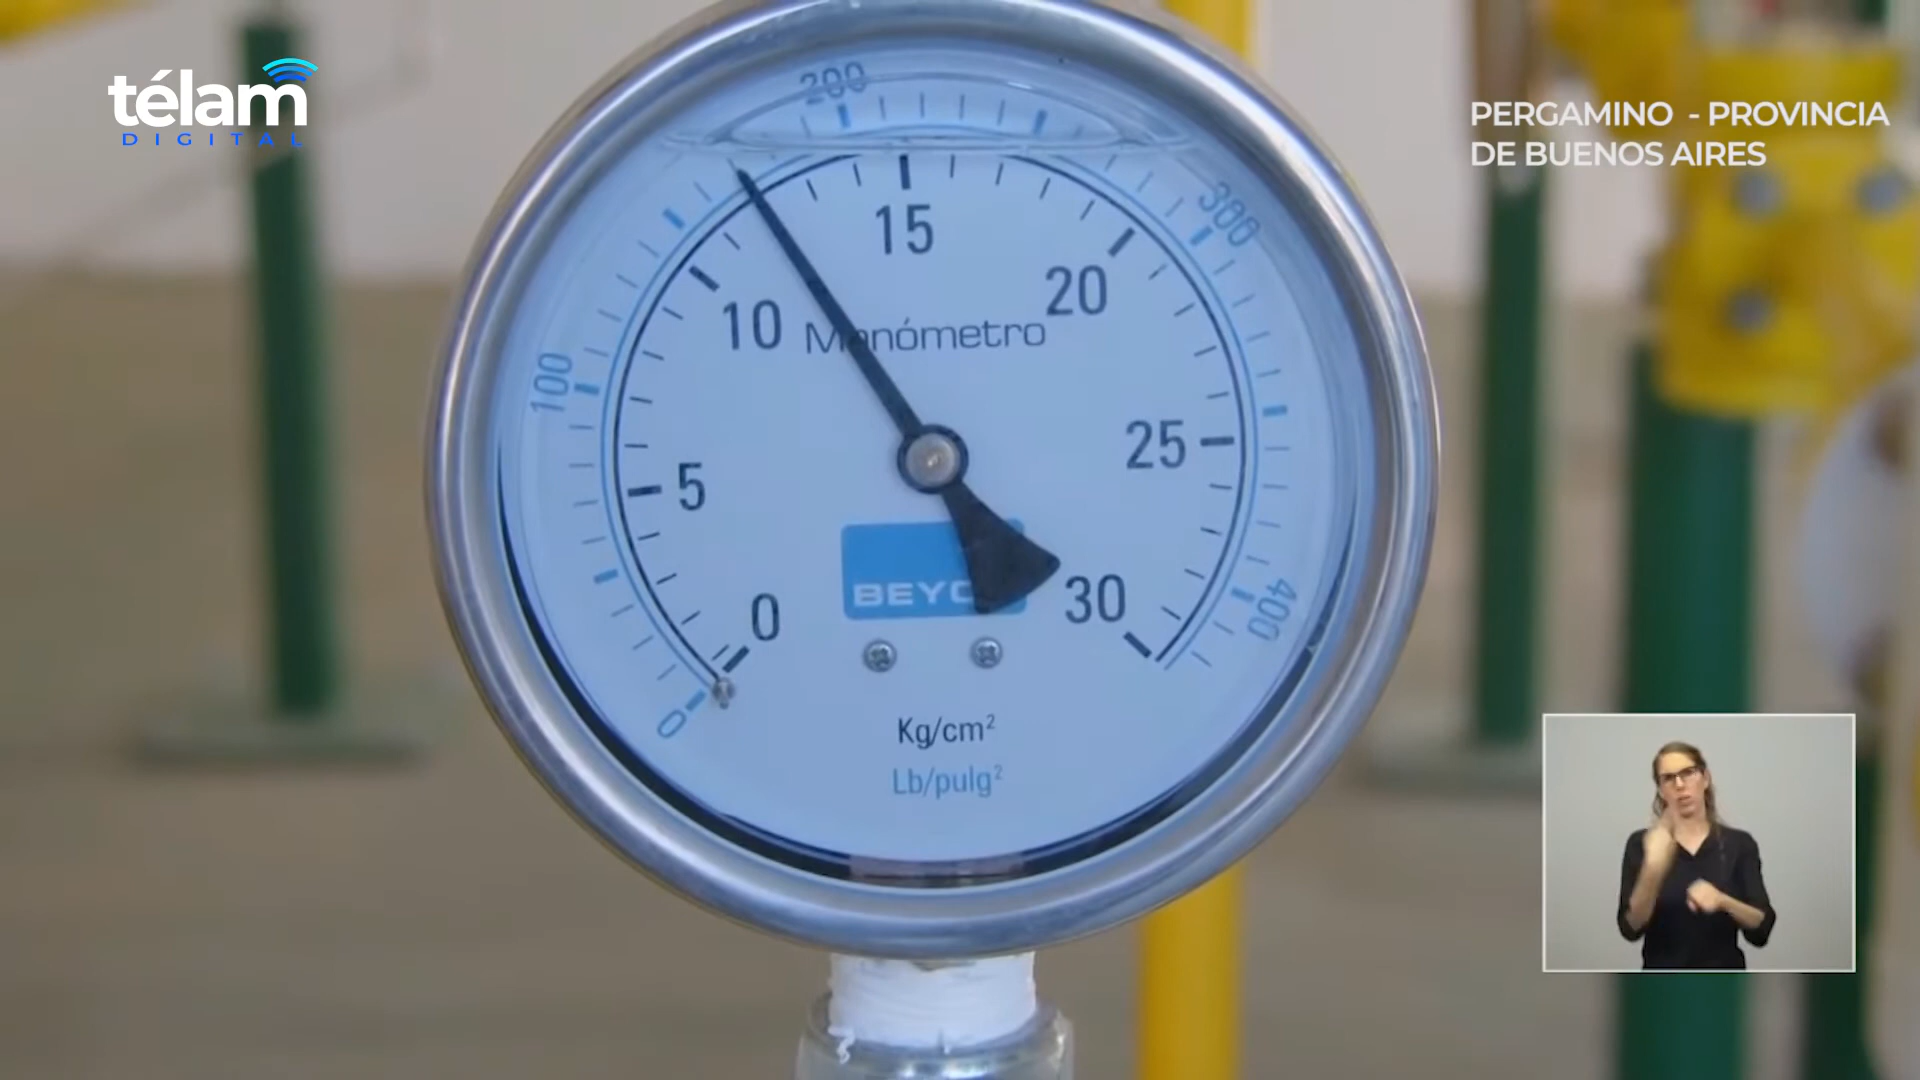 télam
DIGITAL
PERGAMINO - PROVINCIA
DE BUENOS AIRES
200
15
300
10
20
Manómetro
100
25
5
0
30
400
0
Kg/cm²
Lb/pulg²